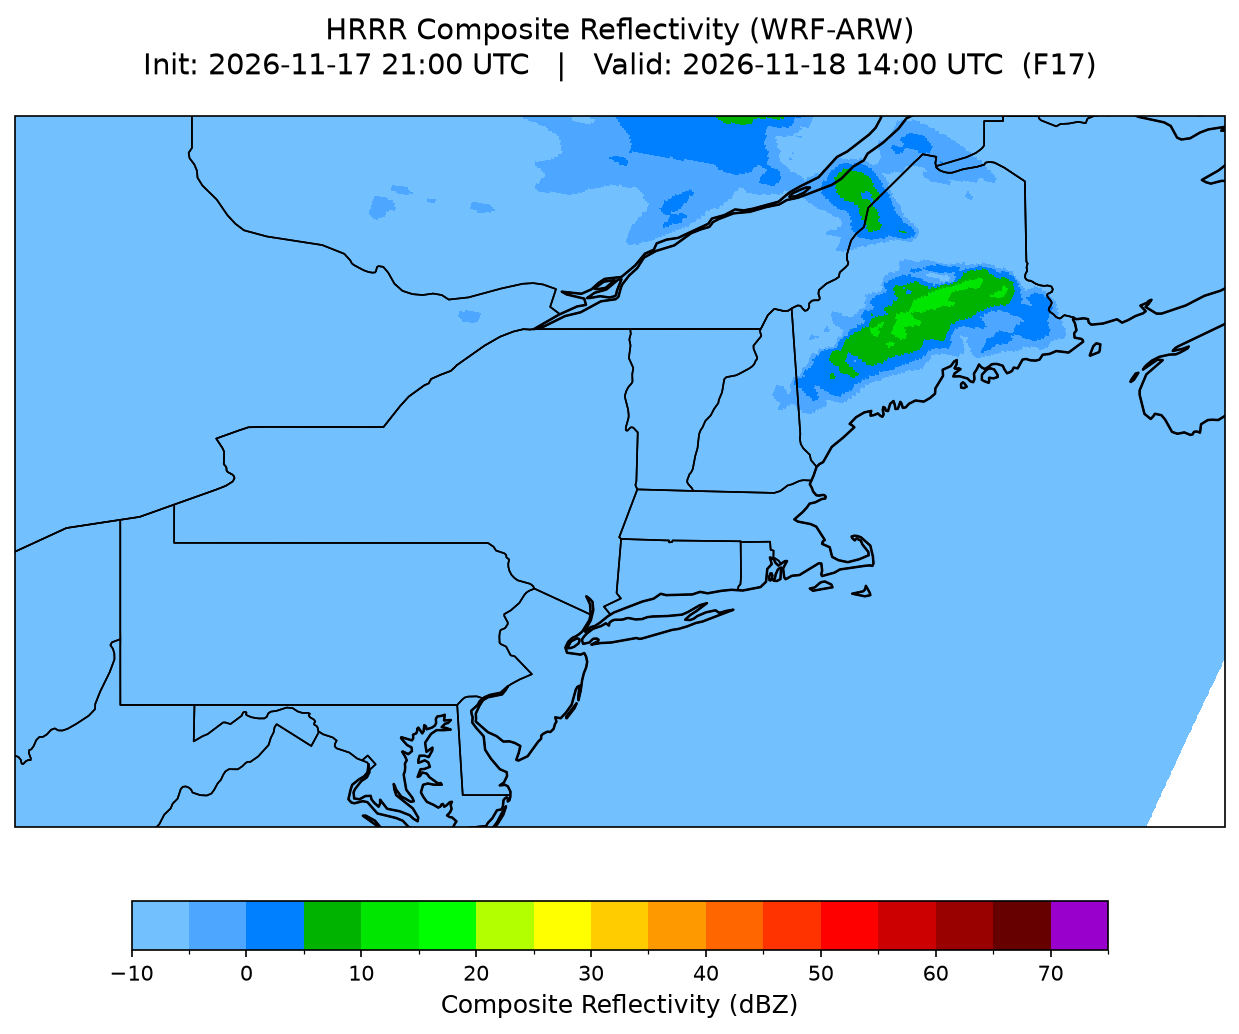 HRRR Composite Reflectivity (WRF-ARW)
Init: 2026-11-17 21:00 UTC | Valid: 2026-11-18 14:00 UTC (F17)
−10 0 10 20 30 40 50 60 70
Composite Reflectivity (dBZ)